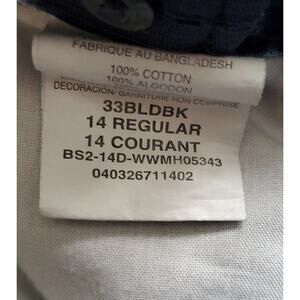 FABRIQUE AU BANGLADESH
100% COTTON
100% ALGODON
DECORACION/GARNITURE NON COMPRISE
33BLDBK
14 REGULAR
14 COURANT
BS2-14D-WWMH05343
040326711402